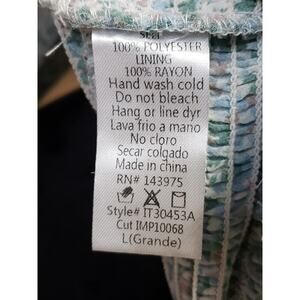 SELF
100% POLYESTER
LINING
100% RAYON
Hand wash cold
Do not bleach
Hang or line dyr
Lava frio a mano
No cloro
Secar colgado
Made in china
RN# 143975
Style# IT30453A
Cut IMP10068
L(Grande)